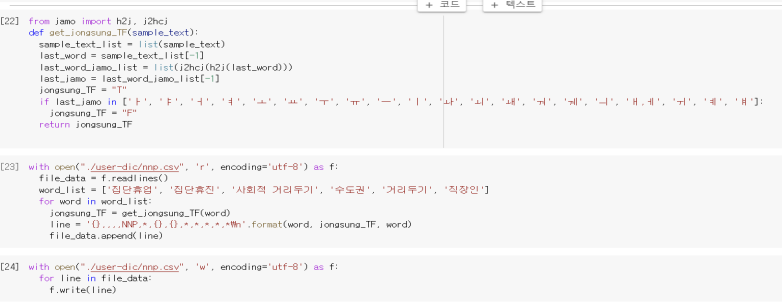 + 코드 + 텍스트
[22] from jamo import h2j, j2hcj
def get_jongsung_TF(sample_text):
sample_text_list = list(sample_text)
last_word = sample_text_list[-1]
last_word_jamo_list = list(j2hcj(h2j(last_word)))
last_jamo = last_word_jamo_list[-1]
jongsung_TF = "T"
if last_jamo in ['ㅏ', 'ㅑ', 'ㅓ', 'ㅕ', 'ㅗ', 'ㅛ', 'ㅜ', 'ㅠ', 'ㅡ', 'ㅣ', 'ㅘ', 'ㅚ', 'ㅙ', 'ㅝ', 'ㅞ', 'ㅢ', 'ㅐ,ㅔ', 'ㅟ', 'ㅖ', 'ㅒ']:
jongsung_TF = "F"
return jongsung_TF
[23] with open("./user-dic/nnp.csv", 'r', encoding='utf-8') as f:
file_data = f.readlines()
word_list = ['집단휴업', '집단휴진', '사회적 거리두기', '수도권', '거리두기', '직장인']
for word in word_list:
jongsung_TF = get_jongsung_TF(word)
line = '{},,,,NNP,*,{},{},*,*,*,*,*₩n'.format(word, jongsung_TF, word)
file_data.append(line)
[24] with open("./user-dic/nnp.csv", 'w', encoding='utf-8') as f:
for line in file_data:
f.write(line)